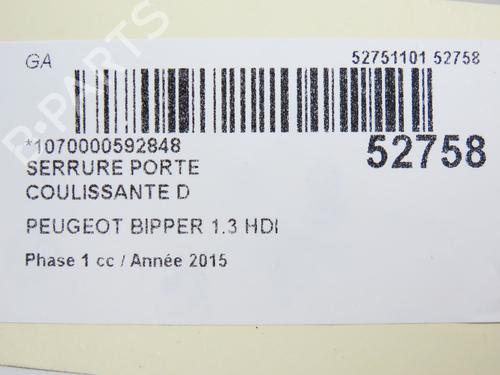 GA
52751101 52758
*1070000592848
52758
SERRURE PORTE
COULISSANTE D
PEUGEOT BIPPER 1.3 HDI
Phase 1 cc / Année 2015
B-PARTS